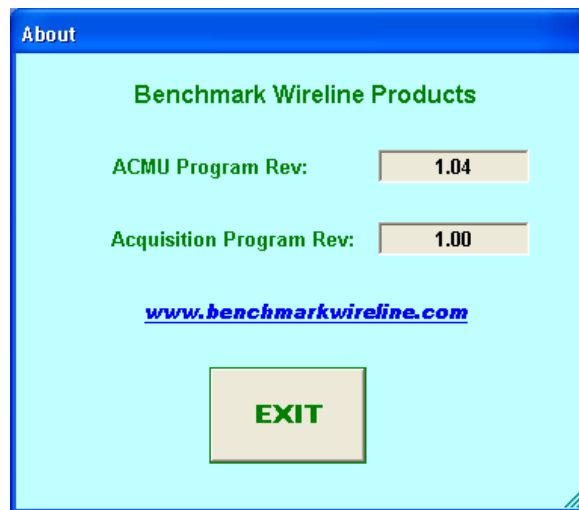 About
Benchmark Wireline Products
ACMU Program Rev: 1.04
Acquisition Program Rev: 1.00
www.benchmarkwireline.com
EXIT